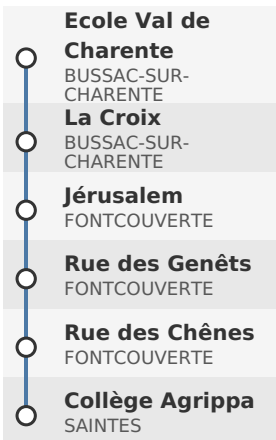 Ecole Val de
Charente
BUSSAC-SUR-
CHARENTE
La Croix
BUSSAC-SUR-
CHARENTE
Jérusalem
FONTCOUVERTE
Rue des Genêts
FONTCOUVERTE
Rue des Chênes
FONTCOUVERTE
Collège Agrippa
SAINTES